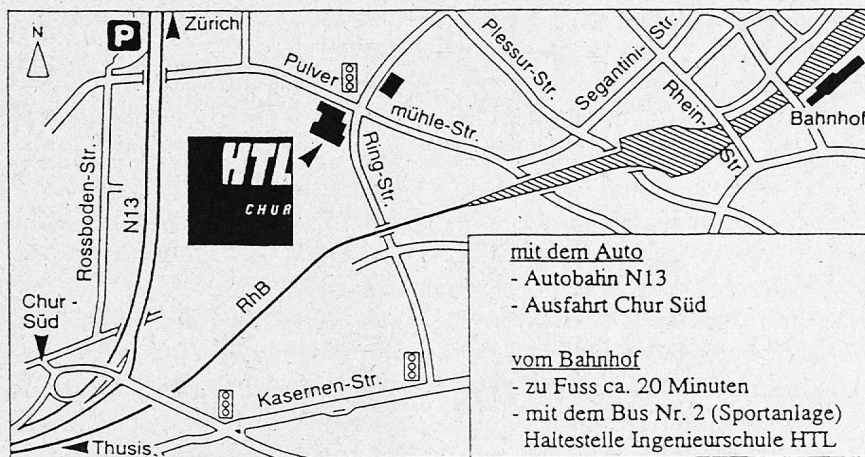 N
P
Zürich
Pulver
mühle-Str.
Plessur-Str.
Segantini-Str.
Rhein-
Str.
Bahnhof
HTL
CHUR
Ring-Str.
Rossboden-Str.
N13
RhB
Chur -
Süd
Kasernen-Str.
Thusis
mit dem Auto
- Autobahn N13
- Ausfahrt Chur Süd
vom Bahnhof
- zu Fuss ca. 20 Minuten
- mit dem Bus Nr. 2 (Sportanlage)
Haltestelle Ingenieurschule HTL